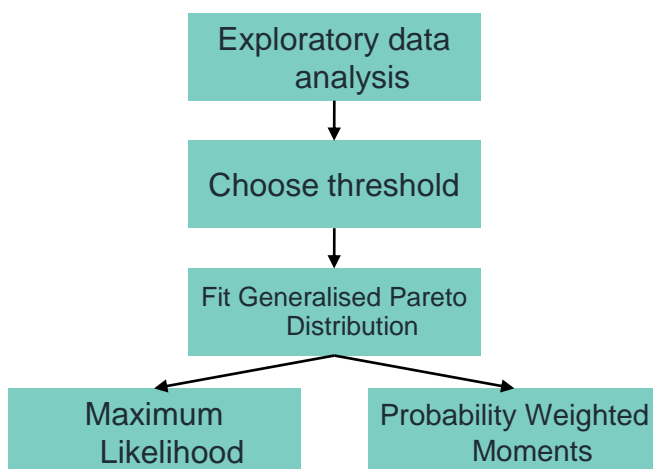 Exploratory data
analysis
Choose threshold
Fit Generalised Pareto
Distribution
Maximum
Likelihood
Probability Weighted
Moments